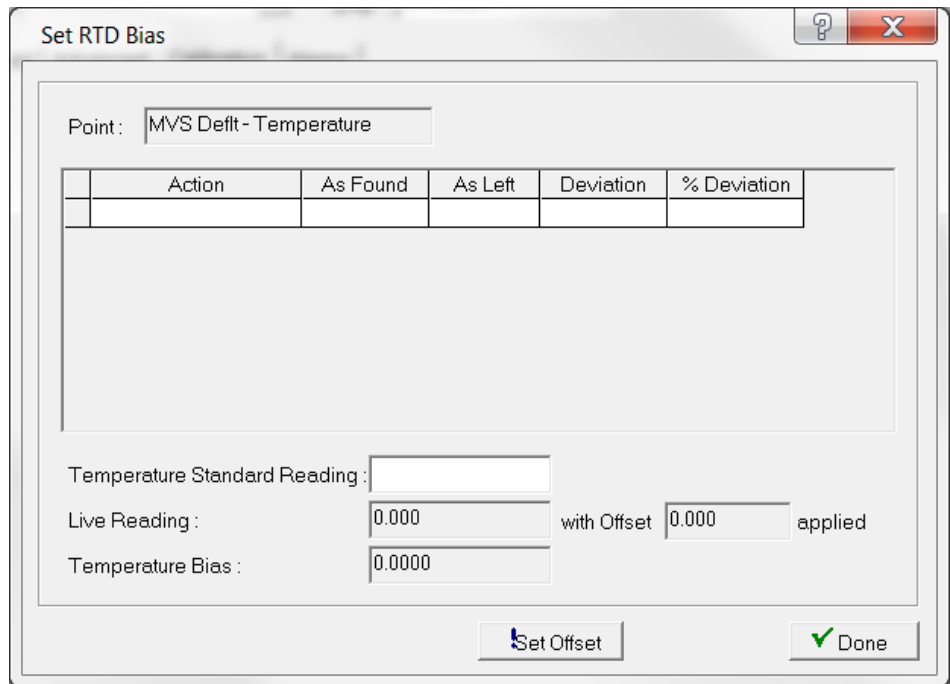 Set RTD Bias
Point : MVS Deflt - Temperature
Action As Found As Left Deviation % Deviation
Temperature Standard Reading :
Live Reading : 0.000 with Offset 0.000 applied
Temperature Bias : 0.0000
Set Offset Done